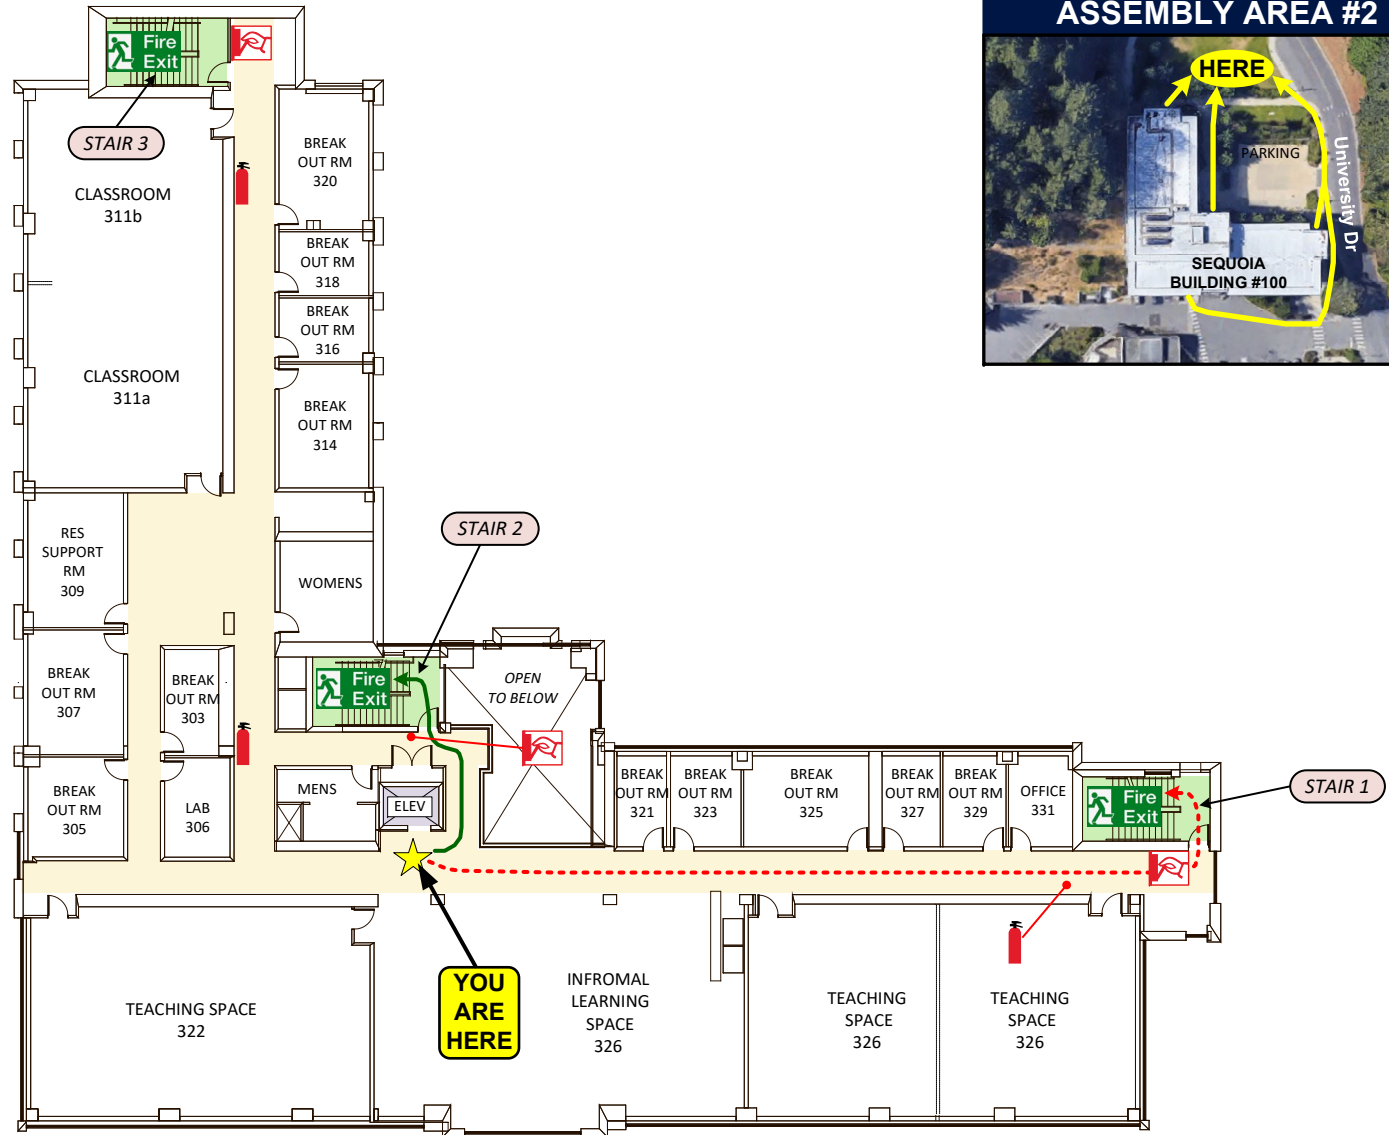 ASSEMBLY AREA #2
HERE
PARKING
University Dr
SEQUOIA
BUILDING #100
Fire
Exit
STAIR 3
CLASSROOM
311b
BREAK
OUT RM
320
BREAK
OUT RM
318
BREAK
OUT RM
316
CLASSROOM
311a
BREAK
OUT RM
314
RES
SUPPORT
RM
309
WOMENS
STAIR 2
BREAK
OUT RM
307
BREAK
OUT RM
303
Fire
Exit
OPEN
TO BELOW
BREAK
OUT RM
305
LAB
306
MENS
ELEV
BREAK
OUT RM
321
BREAK
OUT RM
323
BREAK
OUT RM
325
BREAK
OUT RM
327
BREAK
OUT RM
329
OFFICE
331
Fire
Exit
STAIR 1
YOU
ARE
HERE
TEACHING SPACE
322
INFROMAL
LEARNING
SPACE
326
TEACHING
SPACE
326
TEACHING
SPACE
326